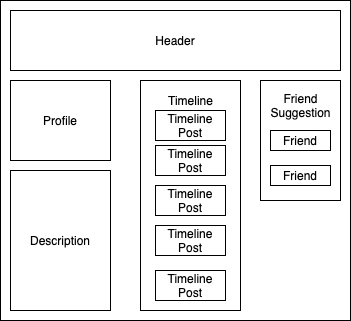 Header
Profile
Description
Timeline
Timeline
Post
Timeline
Post
Timeline
Post
Timeline
Post
Timeline
Post
Friend
Suggestion
Friend
Friend